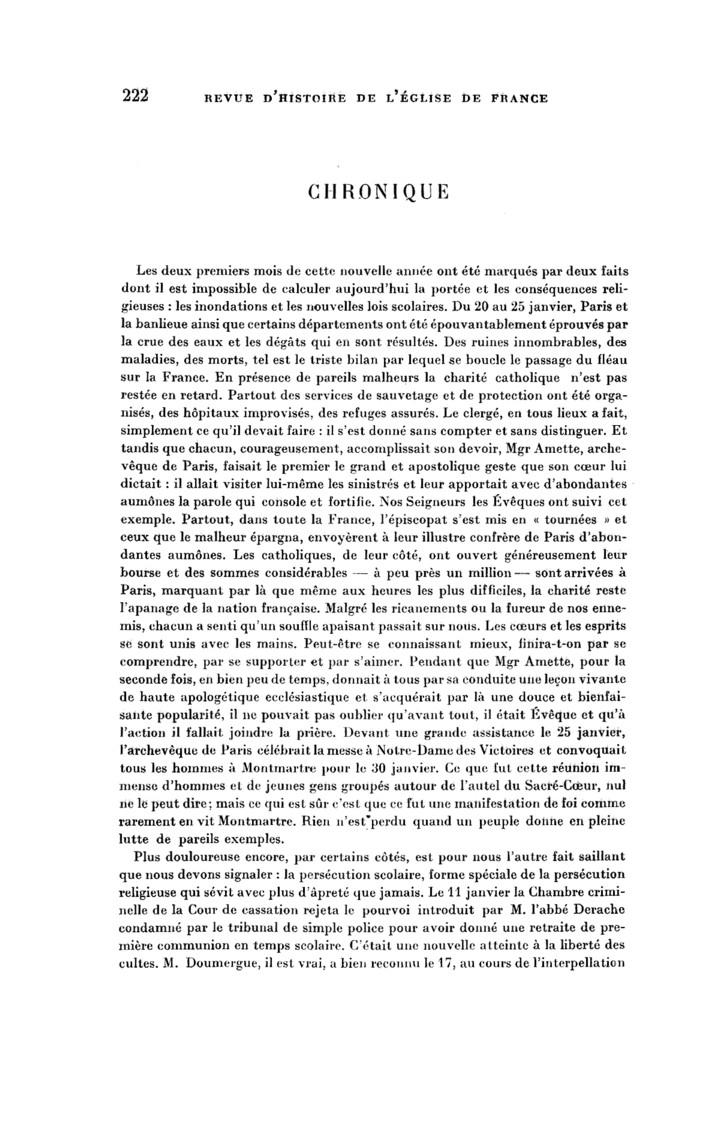 222 REVUE D'HISTOIRE DE L'ÉGLISE DE FRANCE
CHRONIQUE
Les deux premiers mois de cette nouvelle année ont été marqués par deux faits
dont il est impossible de calculer aujourd'hui la portée et les conséquences reli-
gieuses : les inondations et les nouvelles lois scolaires. Du 20 au 25 janvier, Paris et
la banlieue ainsi que certains départements ont été épouvantablement éprouvés par
la crue des eaux et les dégâts qui en sont résultés. Des ruines innombrables, des
maladies, des morts, tel est le triste bilan par lequel se boucle le passage du fléau
sur la France. En présence de pareils malheurs la charité catholique n'est pas
restée en retard. Partout des services de sauvetage et de protection ont été orga-
nisés, des hôpitaux improvisés, des refuges assurés. Le clergé, en tous lieux a fait,
simplement ce qu'il devait faire : il s'est donné sans compter et sans distinguer. Et
tandis que chacun, courageusement, accomplissait son devoir, Mgr Amette, arche-
vêque de Paris, faisait le premier le grand et apostolique geste que son cœur lui
dictait : il allait visiter lui-même les sinistrés et leur apportait avec d'abondantes
aumônes la parole qui console et fortifie. Nos Seigneurs les Évêques ont suivi cet
exemple. Partout, dans toute la France, l'épiscopat s'est mis en « tournées » et
ceux que le malheur épargna, envoyèrent à leur illustre confrère de Paris d'abon-
dantes aumônes. Les catholiques, de leur côté, ont ouvert généreusement leur
bourse et des sommes considérables — à peu près un million — sont arrivées à
Paris, marquant par là que même aux heures les plus difficiles, la charité reste
l'apanage de la nation française. Malgré les ricanements ou la fureur de nos enne-
mis, chacun a senti qu'un souffle apaisant passait sur nous. Les cœurs et les esprits
se sont unis avec les mains. Peut-être se connaissant mieux, finira-t-on par se
comprendre, par se supporter et par s'aimer. Pendant que Mgr Amette, pour la
seconde fois, en bien peu de temps, donnait à tous par sa conduite une leçon vivante
de haute apologétique ecclésiastique et s'acquérait par là une douce et bienfai-
sante popularité, il ne pouvait pas oublier qu'avant tout, il était Évêque et qu'à
l'action il fallait joindre la prière. Devant une grande assistance le 25 janvier,
l'archevêque de Paris célébrait la messe à Notre-Dame des Victoires et convoquait
tous les hommes à Montmartre pour le 30 janvier. Ce que fut cette réunion im-
mense d'hommes et de jeunes gens groupés autour de l'autel du Sacré-Cœur, nul
ne le peut dire; mais ce qui est sûr c'est que ce fut une manifestation de foi comme
rarement en vit Montmartre. Rien n'est perdu quand un peuple donne en pleine
lutte de pareils exemples.
Plus douloureuse encore, par certains côtés, est pour nous l'autre fait saillant
que nous devons signaler : la persécution scolaire, forme spéciale de la persécution
religieuse qui sévit avec plus d'âpreté que jamais. Le 11 janvier la Chambre crimi-
nelle de la Cour de cassation rejeta le pourvoi introduit par M. l'abbé Derache
condamné par le tribunal de simple police pour avoir donné une retraite de pre-
mière communion en temps scolaire. C'était une nouvelle atteinte à la liberté des
cultes. M. Doumergue, il est vrai, a bien reconnu le 17, au cours de l'interpellation